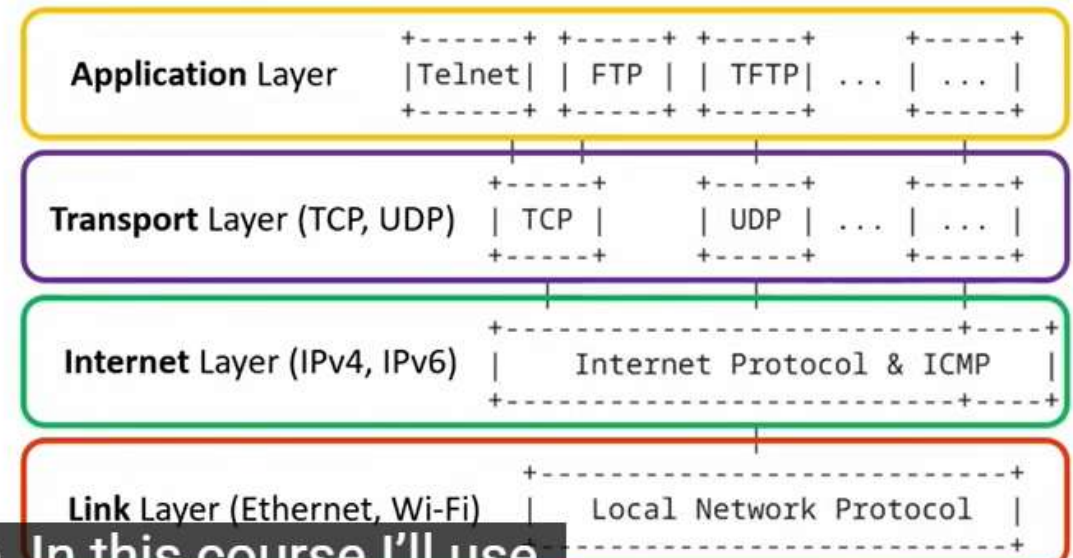 +------+ +-----+ +-----+ +-----+
Application Layer |Telnet| | FTP | | TFTP| ... | ... |
+------+ +-----+ +-----+ +-----+
| | | |
+-----+ +-----+ +-----+
Transport Layer (TCP, UDP) | TCP | | UDP | ... | ... |
+-----+ +-----+ +-----+
| | |
+--------------------------+----+
Internet Layer (IPv4, IPv6) | Internet Protocol & ICMP |
+--------------------------+----+
|
+---------------------------+
Link Layer (Ethernet, Wi-Fi) | Local Network Protocol |
+---------------------------+
In this course I'll use